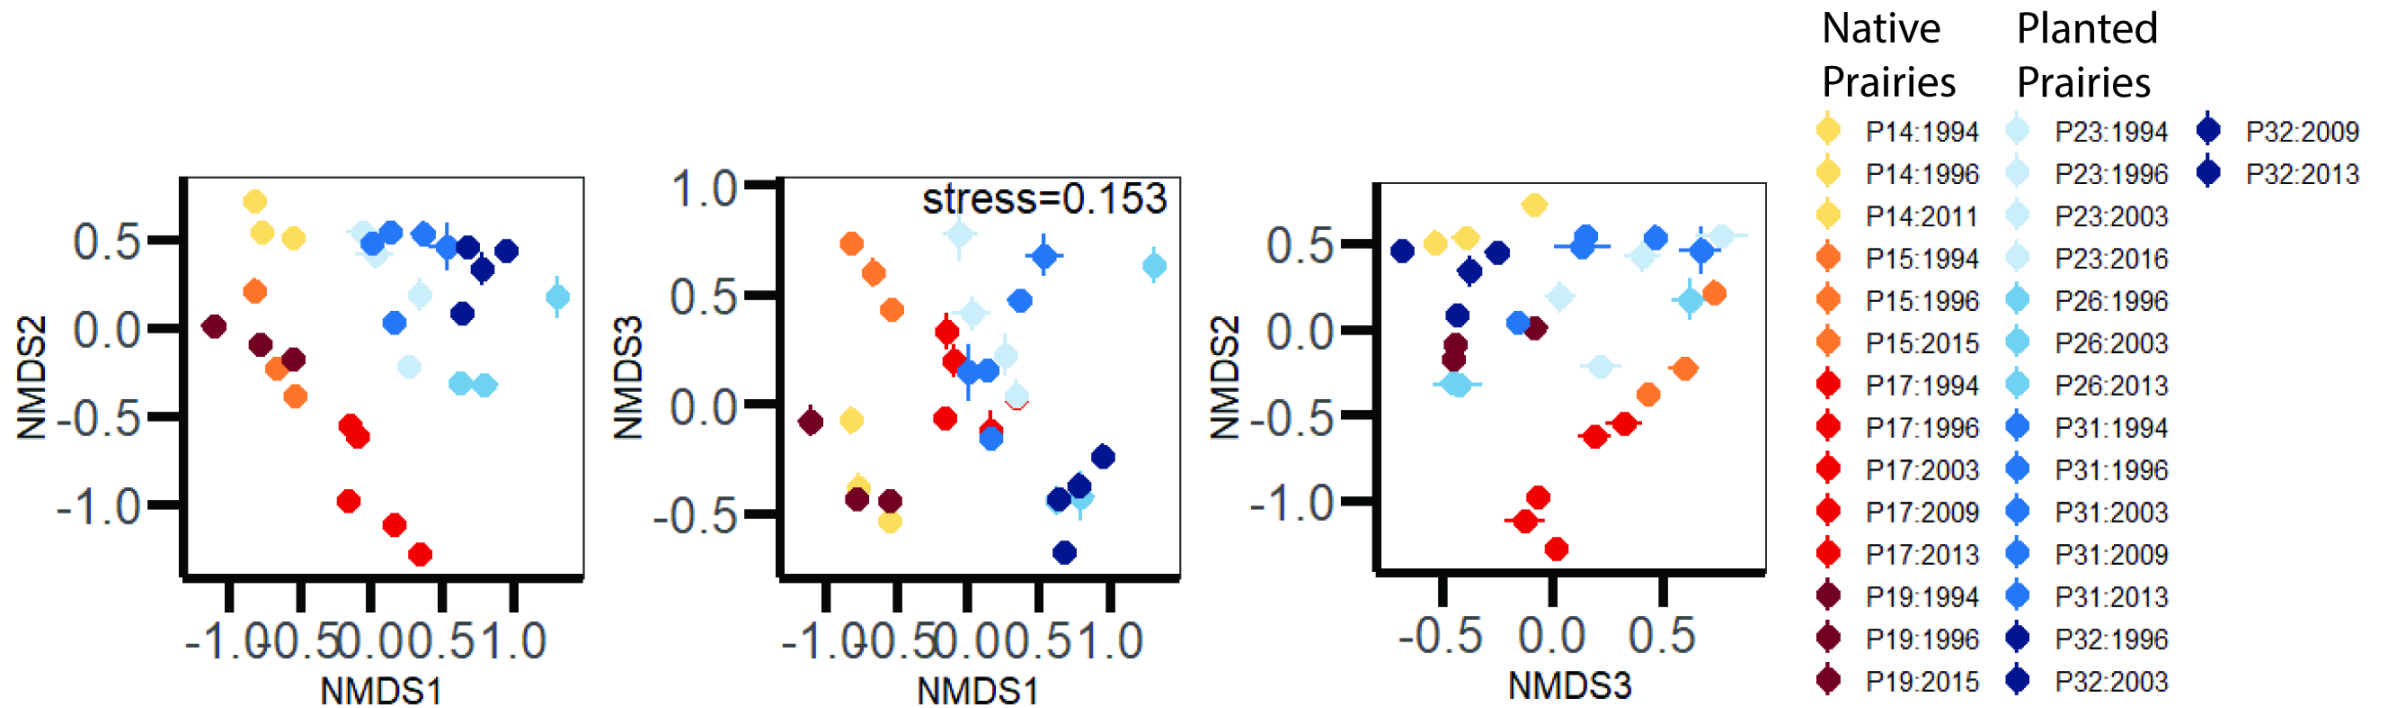 NMDS2
0.5
0.0
-0.5
-1.0
-1.0 -0.5 0.0 0.5 1.0
NMDS1
NMDS3
1.0
0.5
0.0
-0.5
stress=0.153
-1.0 -0.5 0.0 0.5 1.0
NMDS1
NMDS2
0.5
0.0
-0.5
-1.0
-0.5 0.0 0.5
NMDS3
Native
Prairies
P14:1994
P14:1996
P14:2011
P15:1994
P15:1996
P15:2015
P17:1994
P17:1996
P17:2003
P17:2009
P17:2013
P19:1994
P19:1996
P19:2015
Planted
Prairies
P23:1994
P23:1996
P23:2003
P23:2016
P26:1996
P26:2003
P26:2013
P31:1994
P31:1996
P31:2003
P31:2009
P31:2013
P32:1996
P32:2003
P32:2009
P32:2013